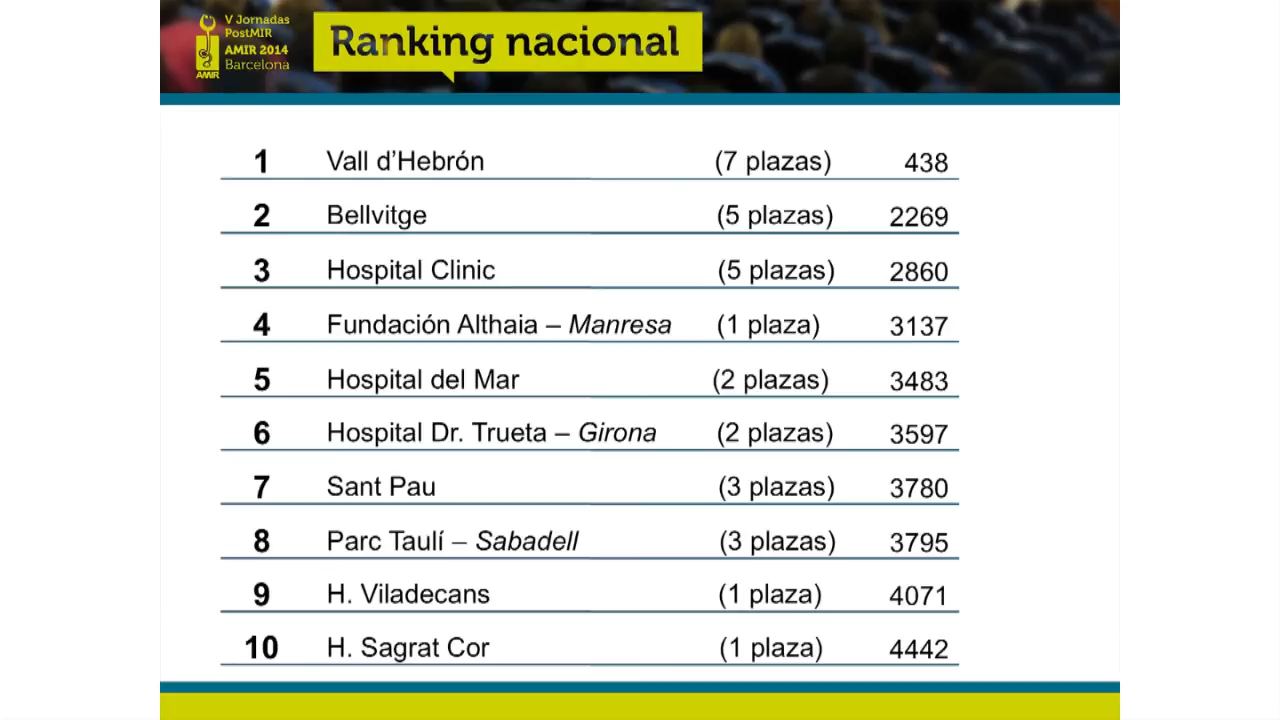 V Jornadas
PostMIR
AMIR 2014
Barcelona
AMIR
Ranking nacional
1 Vall d’Hebrón (7 plazas) 438
2 Bellvitge (5 plazas) 2269
3 Hospital Clinic (5 plazas) 2860
4 Fundación Althaia – Manresa (1 plaza) 3137
5 Hospital del Mar (2 plazas) 3483
6 Hospital Dr. Trueta – Girona (2 plazas) 3597
7 Sant Pau (3 plazas) 3780
8 Parc Taulí – Sabadell (3 plazas) 3795
9 H. Viladecans (1 plaza) 4071
10 H. Sagrat Cor (1 plaza) 4442